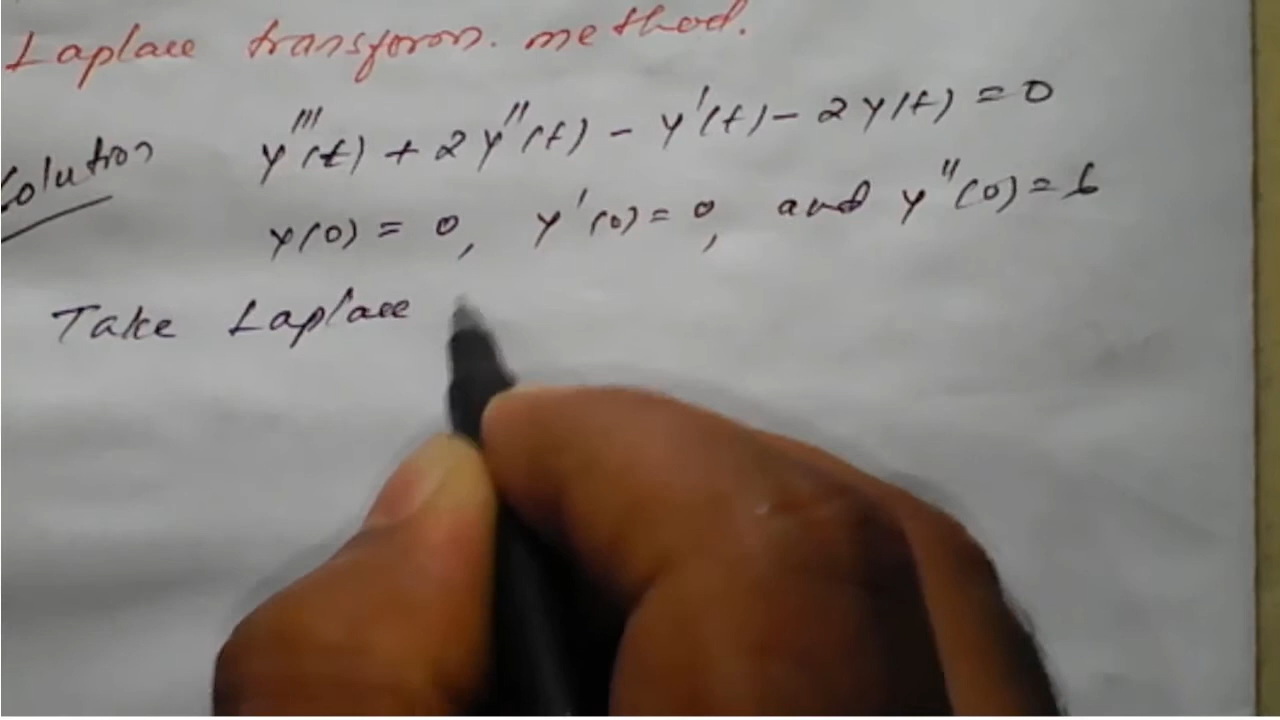 Laplace transform. method.
Solution y'''(t) + 2y''(t) - y'(t) - 2y(t) = 0
y(0) = 0, y'(0) = 0, and y''(0) = 6
Take Laplace